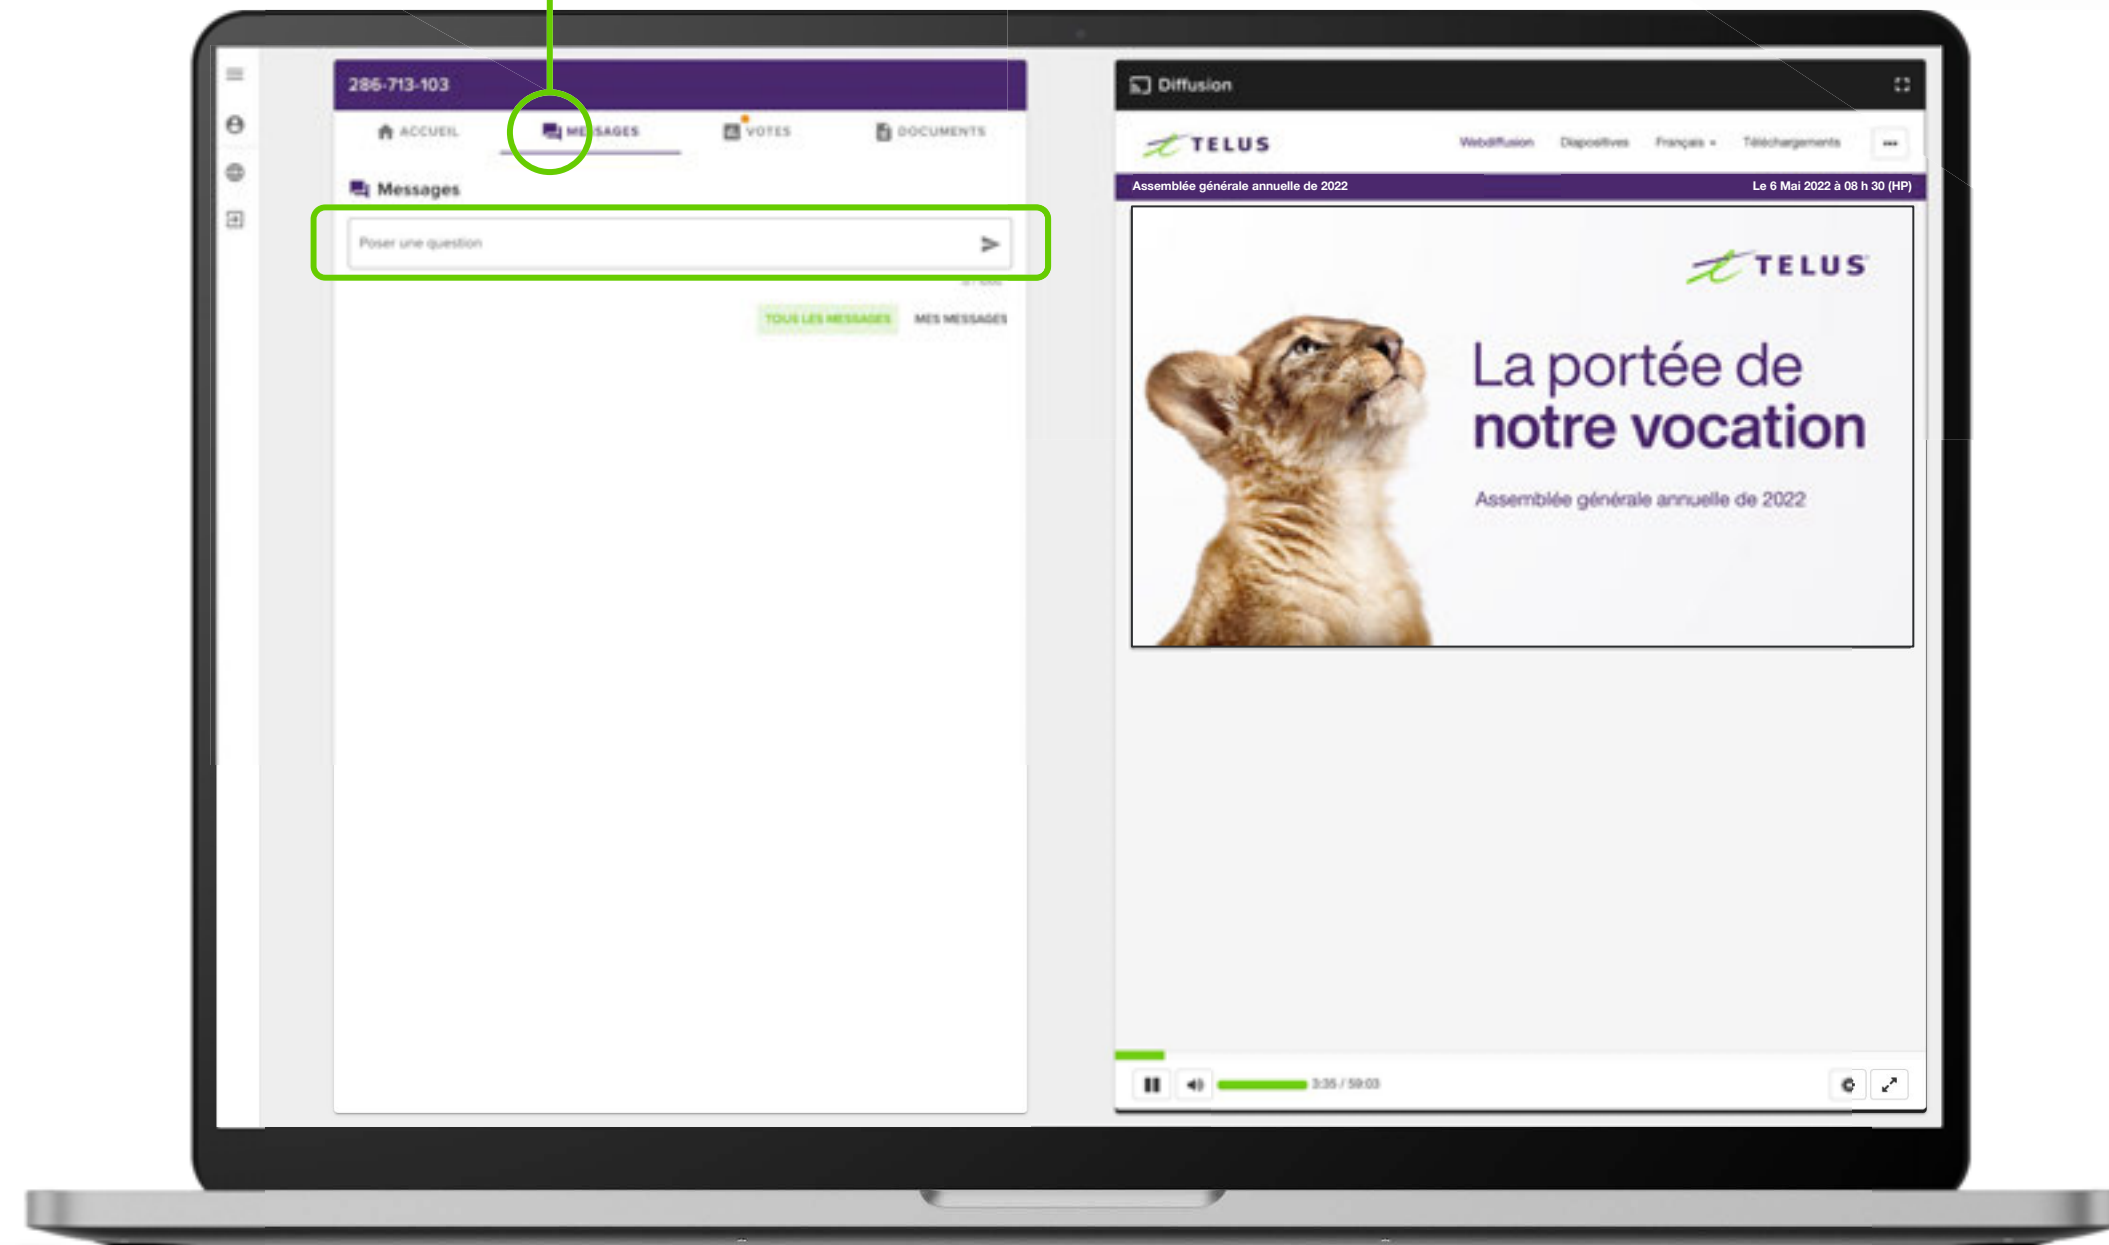 286-713-103
ACCUEIL
MESSAGES
VOTES
DOCUMENTS
Messages
Poser une question
TOUS LES MESSAGES
MES MESSAGES
Diffusion
TELUS
Webdiffusion
Diapositives
Français
Téléchargements
Assemblée générale annuelle de 2022
Le 6 Mai 2022 à 08 h 30 (HP)
TELUS
La portée de
notre vocation
Assemblée générale annuelle de 2022
3:35 / 59:03